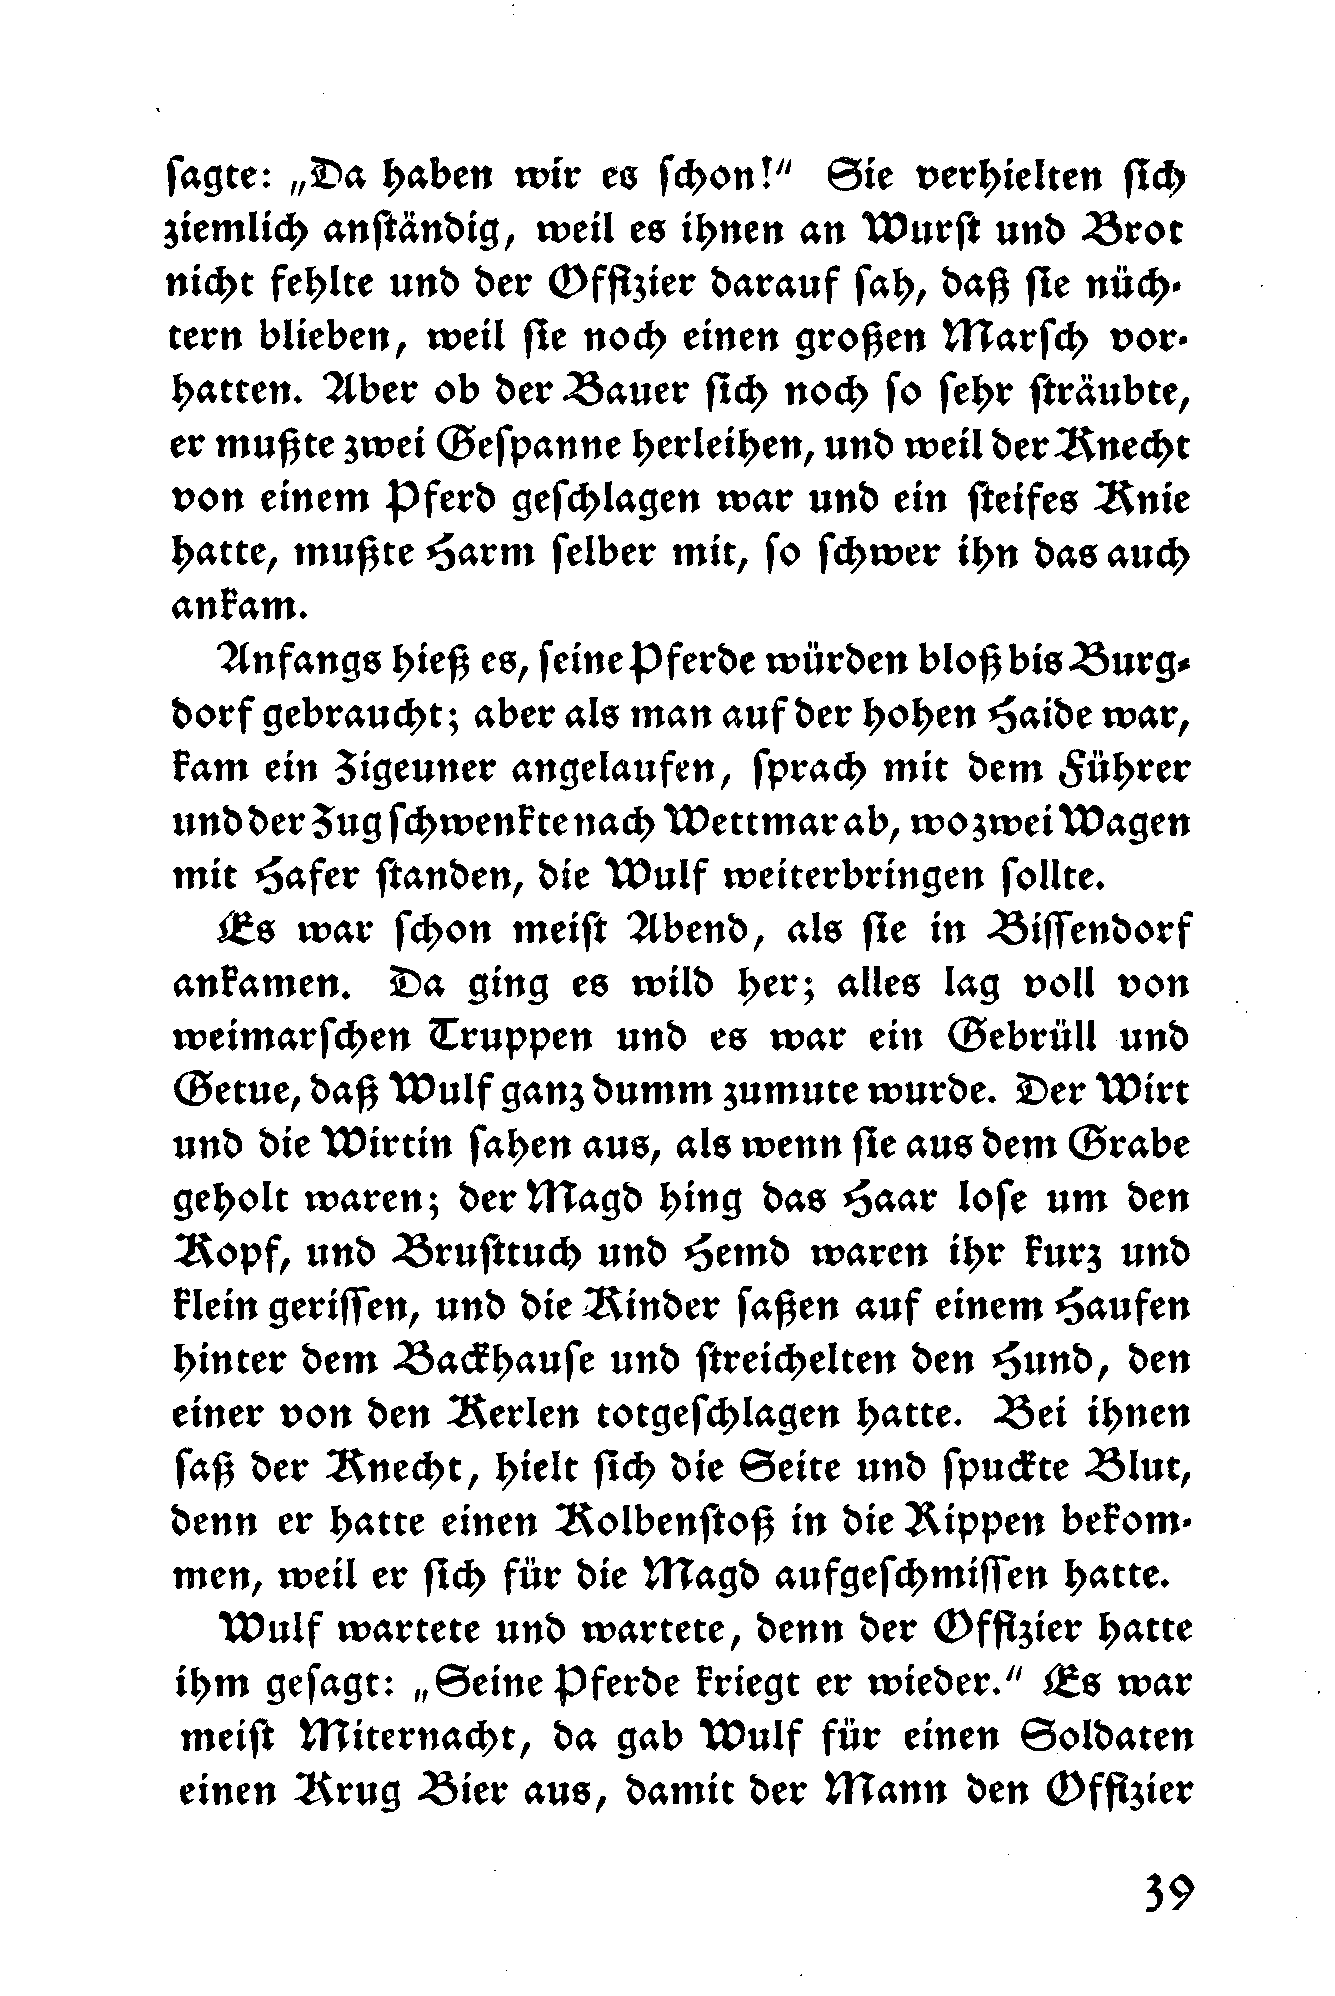 sagte: „Da haben wir es schon!“ Sie verhielten sich
ziemlich anständig, weil es ihnen an Wurst und Brot
nicht fehlte und der Offizier darauf sah, daß sie nüch-
tern blieben, weil sie noch einen großen Marsch vor-
hatten. Aber ob der Bauer sich noch so sehr sträubte,
er mußte zwei Gespanne herleihen, und weil der Knecht
von einem Pferd geschlagen war und ein steifes Knie
hatte, mußte Harm selber mit, so schwer ihn das auch
ankam.
Anfangs hieß es, seine Pferde würden bloß bis Burg-
dorf gebraucht; aber als man auf der hohen Haide war,
kam ein Zigeuner angelaufen, sprach mit dem Führer
und der Zug schwenkte nach Wettmar ab, wo zwei Wagen
mit Hafer standen, die Wulf weiterbringen sollte.
Es war schon meist Abend, als sie in Bissendorf
ankamen. Da ging es wild her; alles lag voll von
weimarschen Truppen und es war ein Gebrüll und
Getue, daß Wulf ganz dumm zumute wurde. Der Wirt
und die Wirtin sahen aus, als wenn sie aus dem Grabe
geholt waren; der Magd hing das Haar lose um den
Kopf, und Brusttuch und Hemd waren ihr kurz und
klein gerissen, und die Kinder saßen auf einem Haufen
hinter dem Backhause und streichelten den Hund, den
einer von den Kerlen totgeschlagen hatte. Bei ihnen
saß der Knecht, hielt sich die Seite und spuckte Blut,
denn er hatte einen Kolbenstoß in die Rippen bekom-
men, weil er sich für die Magd aufgeschmissen hatte.
Wulf wartete und wartete, denn der Offizier hatte
ihm gesagt: „Seine Pferde kriegt er wieder.“ Es war
meist Miternacht, da gab Wulf für einen Soldaten
einen Krug Bier aus, damit der Mann den Offizier
39